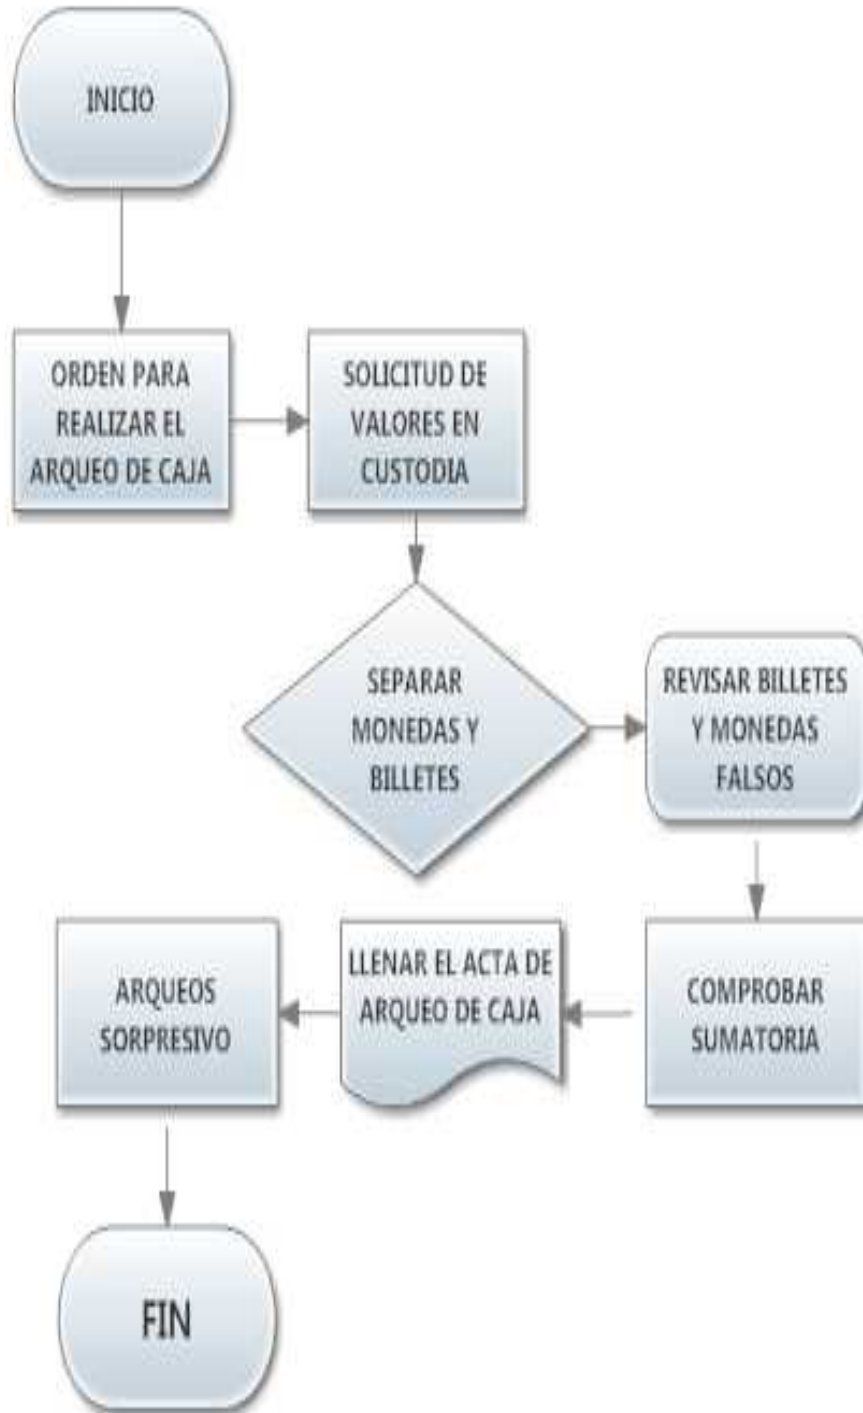 INICIO
ORDEN PARA
REALIZAR EL
ARQUEO DE CAJA
SOLICITUD DE
VALORES EN
CUSTODIA
SEPARAR
MONEDAS Y
BILLETES
REVISAR BILLETES
Y MONEDAS
FALSOS
COMPROBAR
SUMATORIA
LLENAR EL ACTA DE
ARQUEO DE CAJA
ARQUEOS
SORPRESIVO
FIN